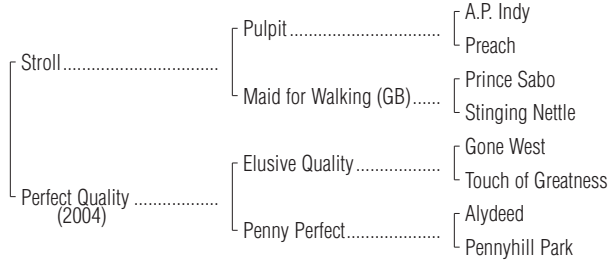 A.P. Indy
Pulpit........................................
Preach
Stroll.....................................
Prince Sabo
Maid for Walking (GB)......
Stinging Nettle
Gone West
Elusive Quality ....................
Touch of Greatness
Perfect Quality ....................
(2004)
Alydeed
Penny Perfect......................
Pennyhill Park